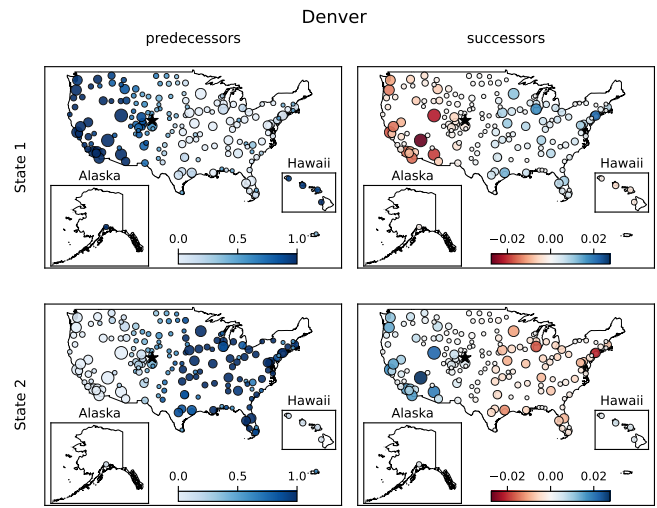 Denver
predecessors
successors
State 1
Alaska
Hawaii
0.0 0.5 1.0
Alaska
Hawaii
−0.02 0.00 0.02
State 2
Alaska
Hawaii
0.0 0.5 1.0
Alaska
Hawaii
−0.02 0.00 0.02